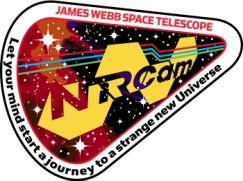 JAMES WEBB SPACE TELESCOPE
NIRCam
Let your mind start a journey to a strange new Universe